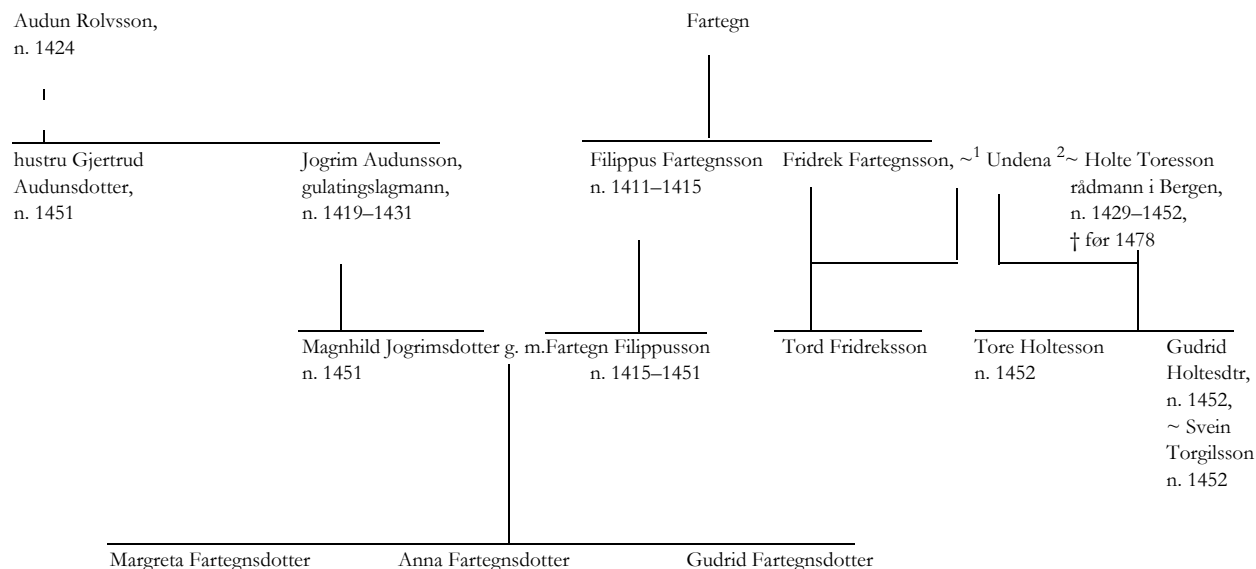 Audun Rolvsson,
n. 1424
Fartegn
hustru Gjertrud
Audunsdotter,
n. 1451
Jogrim Audunsson,
gulatingslagmann,
n. 1419–1431
Filippus Fartegnsson
n. 1411–1415
Fridrek Fartegnsson, ~¹ Undena ²~ Holte Toresson
rådmann i Bergen,
n. 1429–1452,
† før 1478
Magnhild Jogrimsdotter g. m.Fartegn Filippusson
n. 1451
n. 1415–1451
Tord Fridreksson
Tore Holtesson
n. 1452
Gudrid
Holtesdtr,
n. 1452,
~ Svein
Torgilsson
n. 1452
Margreta Fartegnsdotter
Anna Fartegnsdotter
Gudrid Fartegnsdotter